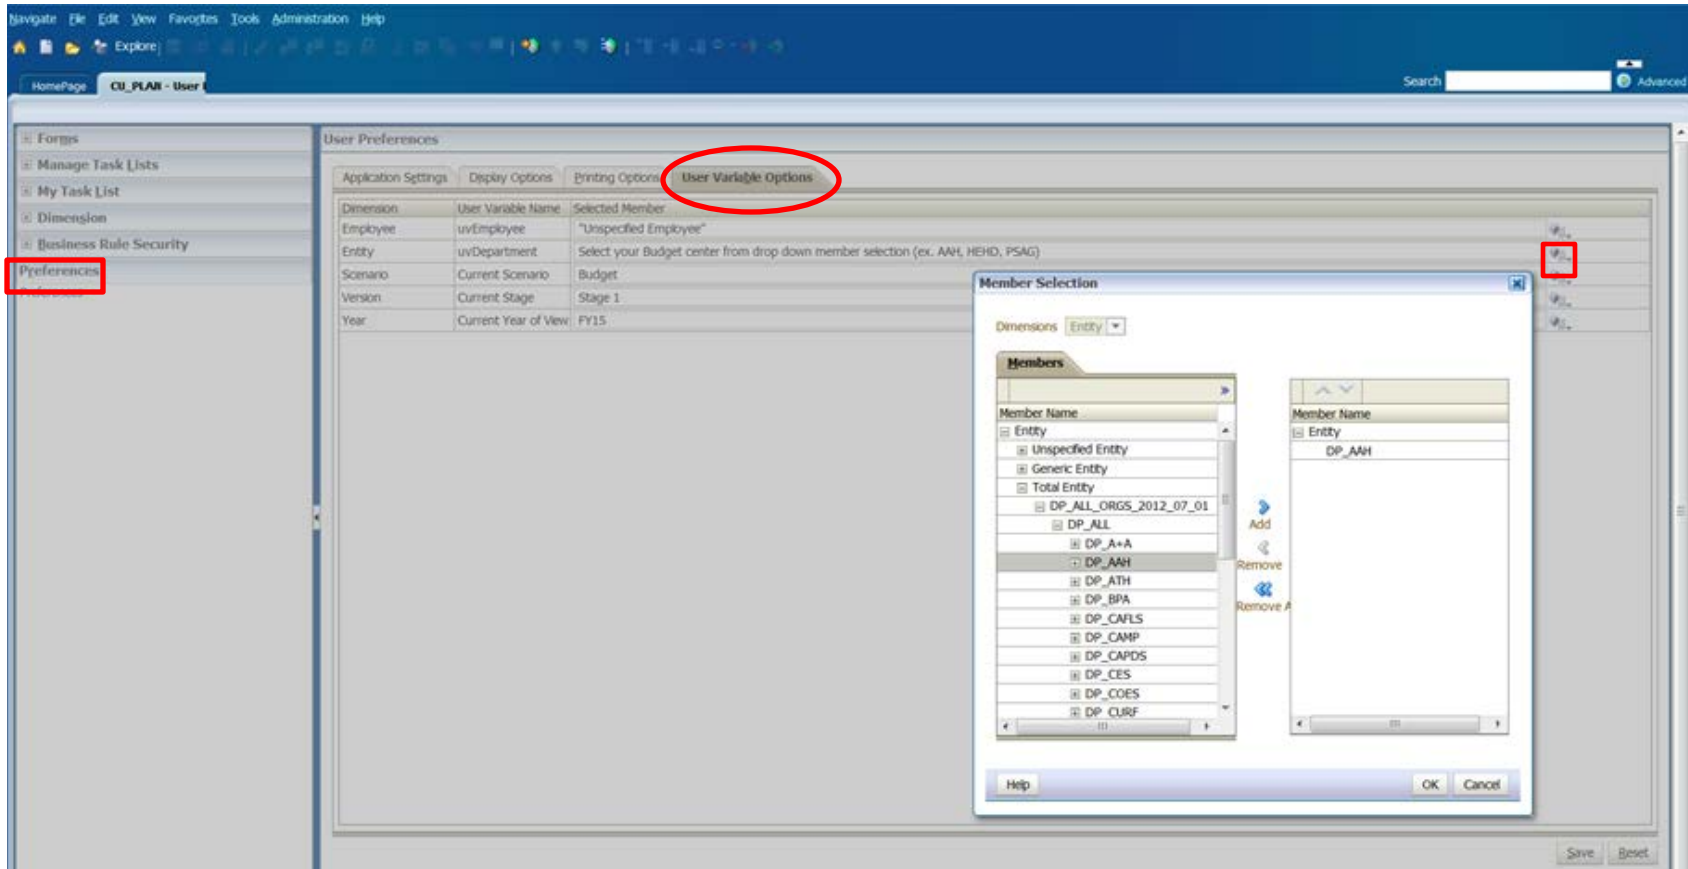 Navigate File Edit View Favorites Tools Administration Help
Explore
HomePage CU_PLAN - User
Search Advanced
Forms
Manage Task Lists
My Task List
Dimension
Business Rule Security
Preferences
Preferences
User Preferences
Application Settings Display Options Printing Options User Variable Options
Dimension User Variable Name Selected Member
Employee uvEmployee "Unspecified Employee"
Entity uvDepartment Select your Budget center from drop down member selection (ex. AAH, HEHD, PSAG)
Scenario Current Scenario Budget
Version Current Stage Stage 1
Year Current Year of View FY15
Member Selection
Dimensions Entity
Members
Member Name
Entity
Unspecified Entity
Generic Entity
Total Entity
DP_ALL_ORGS_2012_07_01
DP_ALL
DP_A+A
DP_AAH
DP_ATH
DP_BPA
DP_CAFLS
DP_CAMP
DP_CAPDS
DP_CES
DP_COES
DP_CURF
Add
Remove
Remove A
Member Name
Entity
DP_AAH
Help OK Cancel
Save Reset